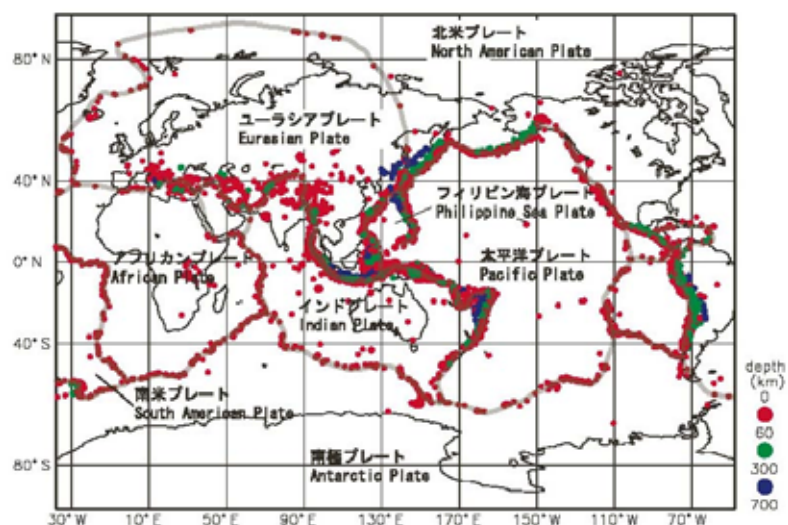 北米プレート
North American Plate
80°N
ユーラシアプレート
Eurasian Plate
40°N
フィリピン海プレート
Philippine Sea Plate
アフリカンプレート
African Plate
太平洋プレート
Pacific Plate
0°N
インドプレート
Indian Plate
40°S
南米プレート
South American Plate
南極プレート
Antarctic Plate
80°S
depth
(km)
0
60
300
700
30°W 10°E 50°E 90°E 130°E 170°E 150°W 110°W 70°W